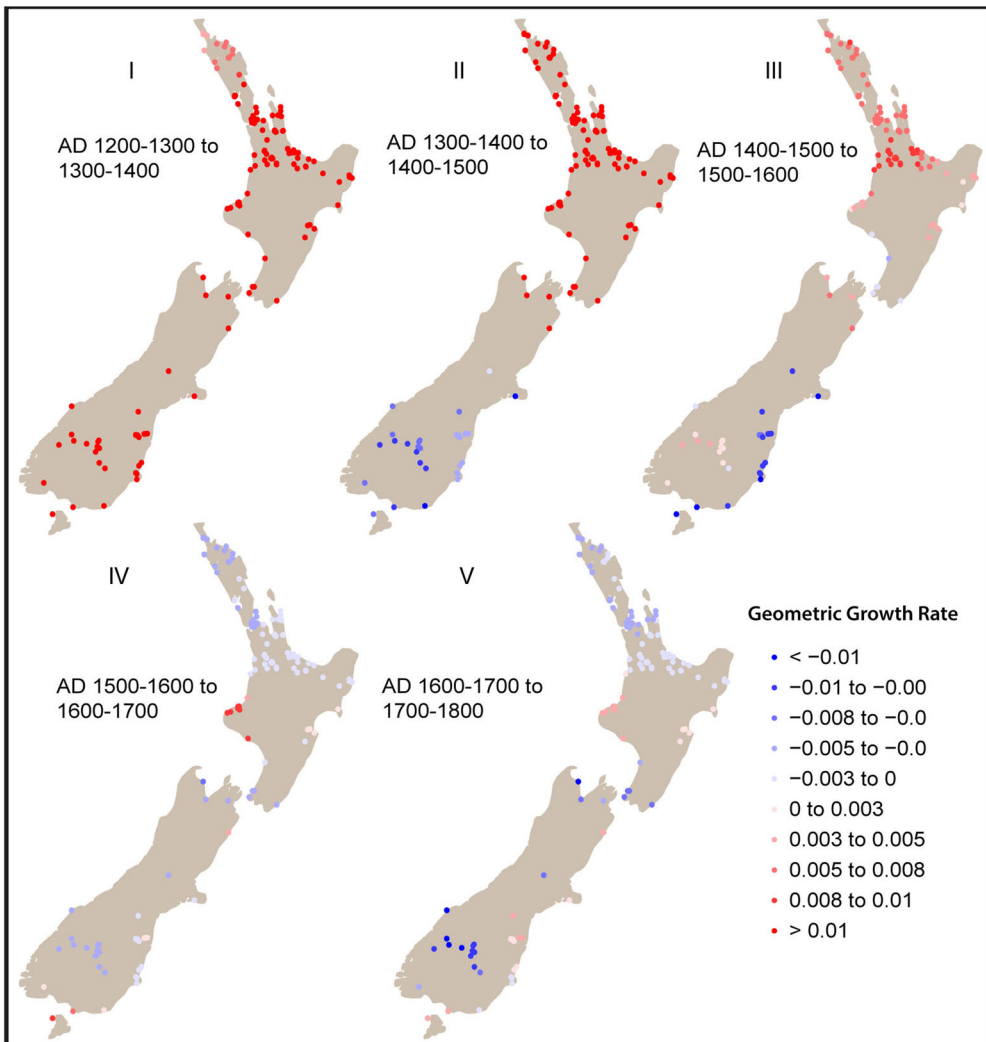 I
AD 1200-1300 to
1300-1400
II
AD 1300-1400 to
1400-1500
III
AD 1400-1500 to
1500-1600
IV
AD 1500-1600 to
1600-1700
V
AD 1600-1700 to
1700-1800
Geometric Growth Rate
< −0.01
−0.01 to −0.00
−0.008 to −0.0
−0.005 to −0.0
−0.003 to 0
0 to 0.003
0.003 to 0.005
0.005 to 0.008
0.008 to 0.01
> 0.01